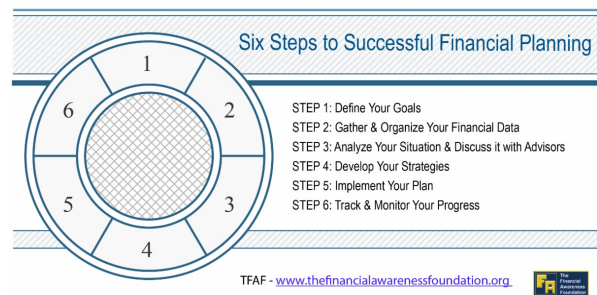 Six Steps to Successful Financial Planning
1
2
3
4
5
6
STEP 1: Define Your Goals
STEP 2: Gather & Organize Your Financial Data
STEP 3: Analyze Your Situation & Discuss it with Advisors
STEP 4: Develop Your Strategies
STEP 5: Implement Your Plan
STEP 6: Track & Monitor Your Progress
TFAF - www.thefinancialawarenessfoundation.org
FA
The
Financial
Awareness
Foundation